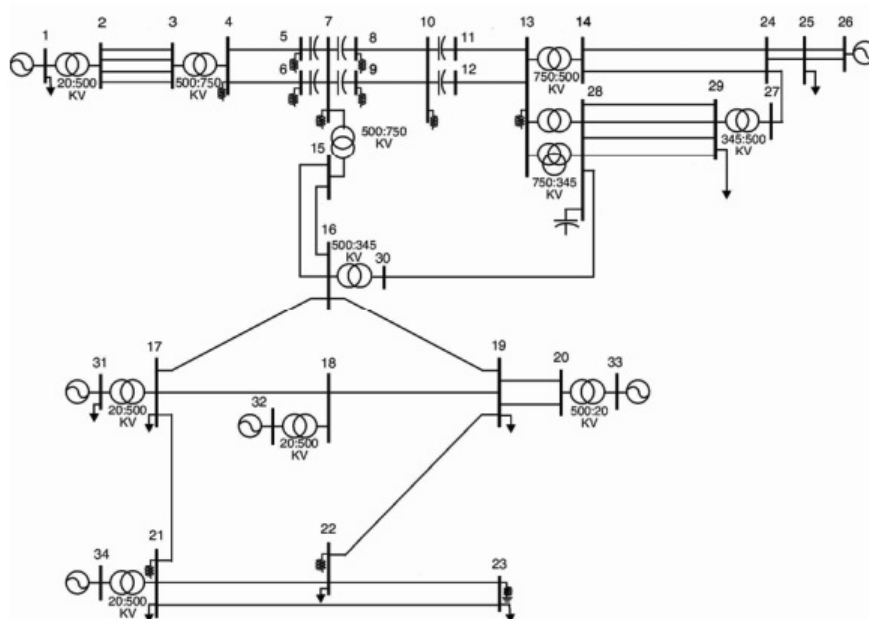 1 2 3 4 5 7 8 10 11 13 14 24 25 26
20:500 KV
500:750 KV
6 9 12
750:500 KV
28 29 27
345:500 KV
500:750 KV
15
750:345 KV
16
500:345 KV
30
17 18 19 20
31 33
20:500 KV
32
20:500 KV
500:20 KV
21 22 23
34
20:500 KV